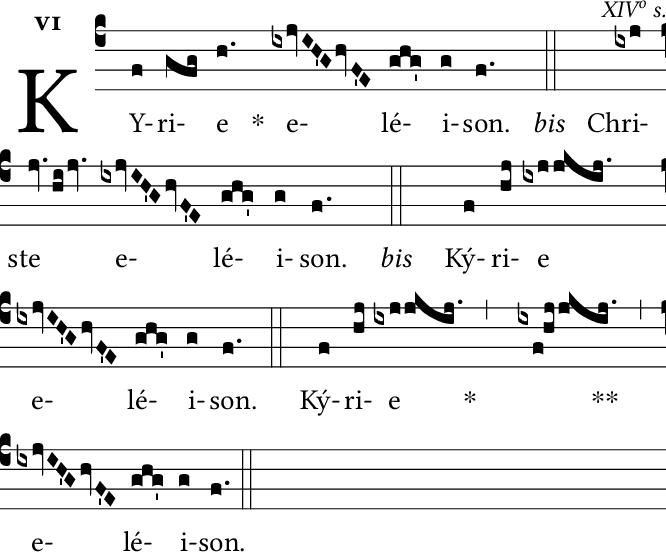 VI
XIVº s.
KY-ri- e * e- lé- i-son. bis Chri-
ste e- lé- i-son. bis Ký-ri- e
e- lé- i-son. Ký-ri- e * **
e- lé- i-son.